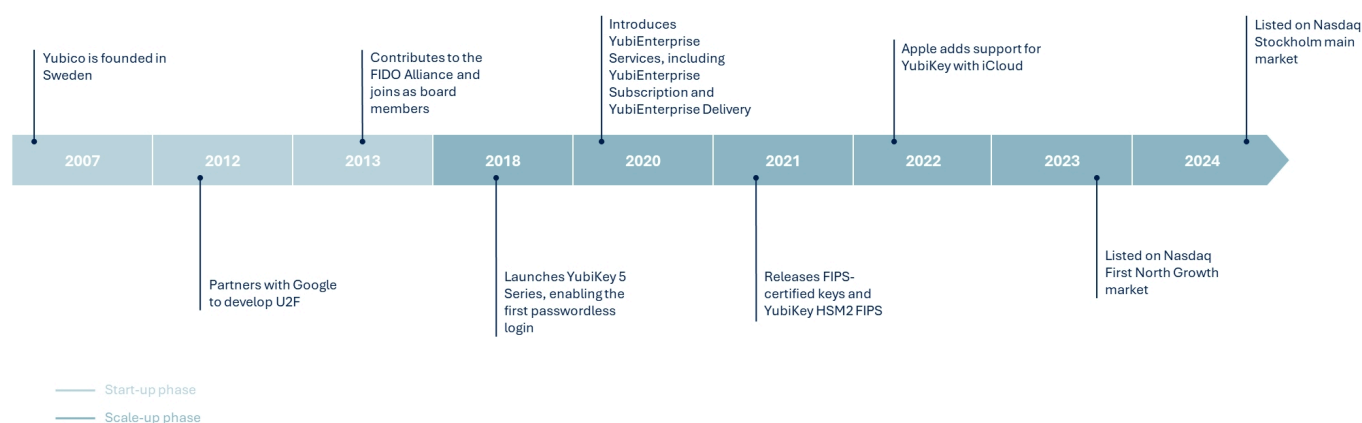 Yubico is founded in
Sweden
Contributes to the
FIDO Alliance and
joins as board
members
Introduces
YubiEnterprise
Services, including
YubiEnterprise
Subscription and
YubiEnterprise Delivery
Apple adds support for
YubiKey with iCloud
Listed on Nasdaq
Stockholm main
market
2007
2012
2013
2018
2020
2021
2022
2023
2024
Partners with Google
to develop U2F
Launches YubiKey 5
Series, enabling the
first passwordless
login
Releases FIPS-
certified keys and
YubiKey HSM2 FIPS
Listed on Nasdaq
First North Growth
market
Start-up phase
Scale-up phase